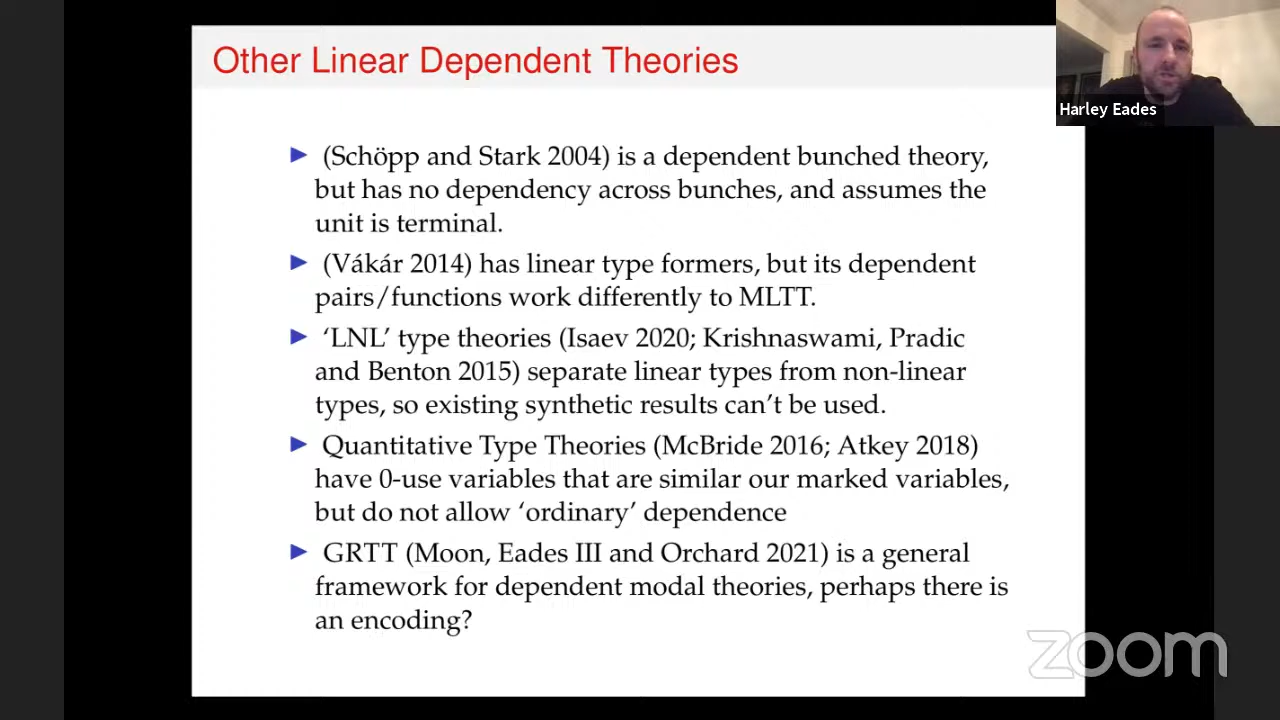 Other Linear Dependent Theories
Harley Eades
(Schöpp and Stark 2004) is a dependent bunched theory,
but has no dependency across bunches, and assumes the
unit is terminal.
(Vákár 2014) has linear type formers, but its dependent
pairs/functions work differently to MLTT.
‘LNL’ type theories (Isaev 2020; Krishnaswami, Pradic
and Benton 2015) separate linear types from non-linear
types, so existing synthetic results can’t be used.
Quantitative Type Theories (McBride 2016; Atkey 2018)
have 0-use variables that are similar our marked variables,
but do not allow ‘ordinary’ dependence
GRTT (Moon, Eades III and Orchard 2021) is a general
framework for dependent modal theories, perhaps there is
an encoding?
zoom